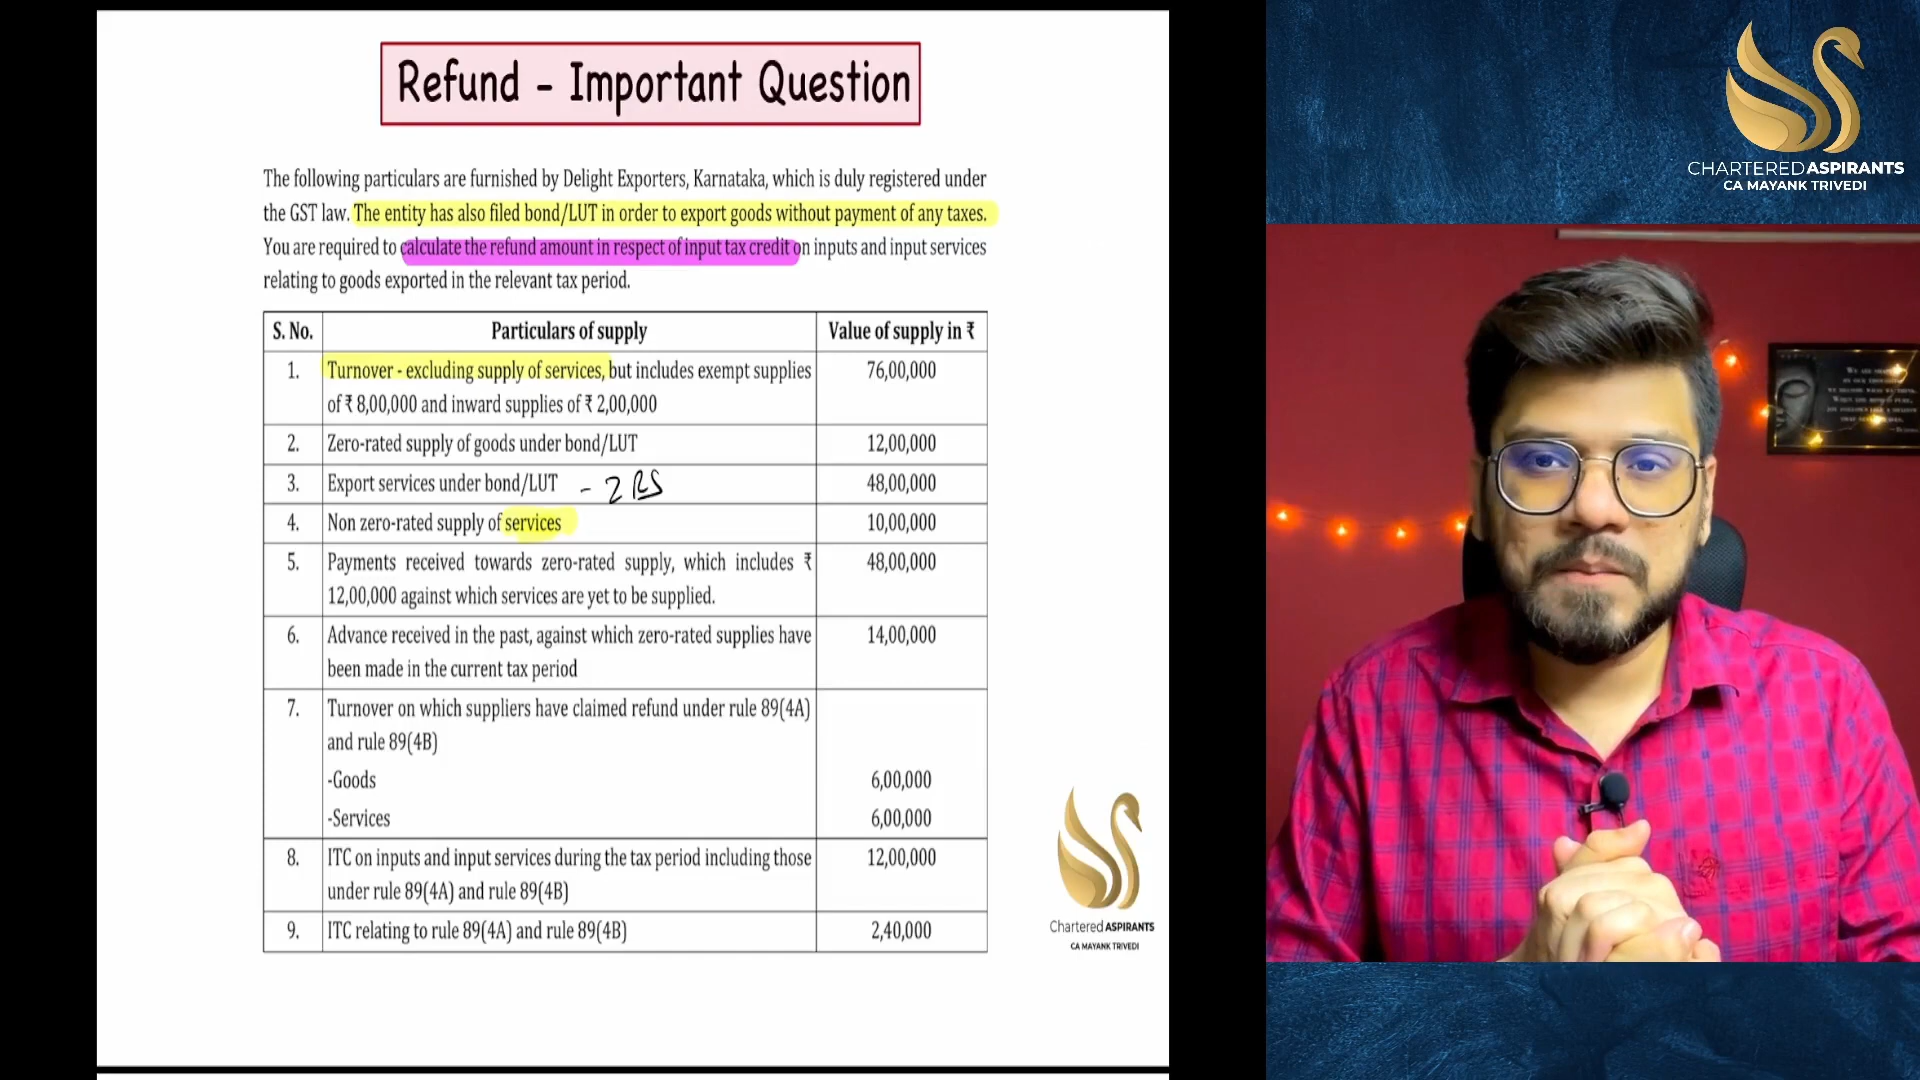 Refund - Important Question
The following particulars are furnished by Delight Exporters, Karnataka, which is duly registered under
the GST law. The entity has also filed bond/LUT in order to export goods without payment of any taxes.
You are required to calculate the refund amount in respect of input tax credit on inputs and input services
relating to goods exported in the relevant tax period.
S. No. Particulars of supply Value of supply in ₹
1. Turnover - excluding supply of services, but includes exempt supplies 76,00,000
of ₹ 8,00,000 and inward supplies of ₹ 2,00,000
2. Zero-rated supply of goods under bond/LUT 12,00,000
3. Export services under bond/LUT - ZRS 48,00,000
4. Non zero-rated supply of services 10,00,000
5. Payments received towards zero-rated supply, which includes ₹ 48,00,000
12,00,000 against which services are yet to be supplied.
6. Advance received in the past, against which zero-rated supplies have 14,00,000
been made in the current tax period
7. Turnover on which suppliers have claimed refund under rule 89(4A)
and rule 89(4B)
-Goods 6,00,000
-Services 6,00,000
8. ITC on inputs and input services during the tax period including those 12,00,000
under rule 89(4A) and rule 89(4B)
9. ITC relating to rule 89(4A) and rule 89(4B) 2,40,000
Chartered ASPIRANTS
CA MAYANK TRIVEDI
CHARTERED ASPIRANTS
CA MAYANK TRIVEDI